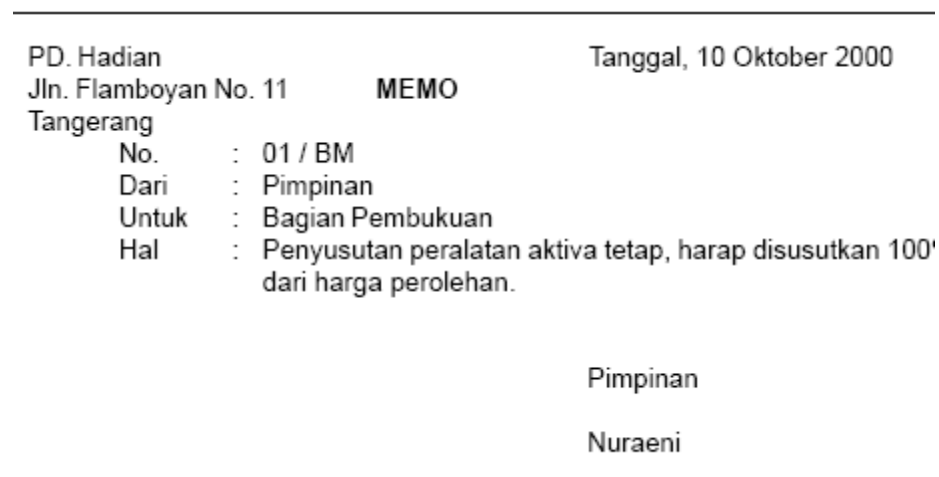 PD. Hadian Tanggal, 10 Oktober 2000
Jln. Flamboyan No. 11 MEMO
Tangerang
No. : 01 / BM
Dari : Pimpinan
Untuk : Bagian Pembukuan
Hal : Penyusutan peralatan aktiva tetap, harap disusutkan 100%
dari harga perolehan.
Pimpinan
Nuraeni